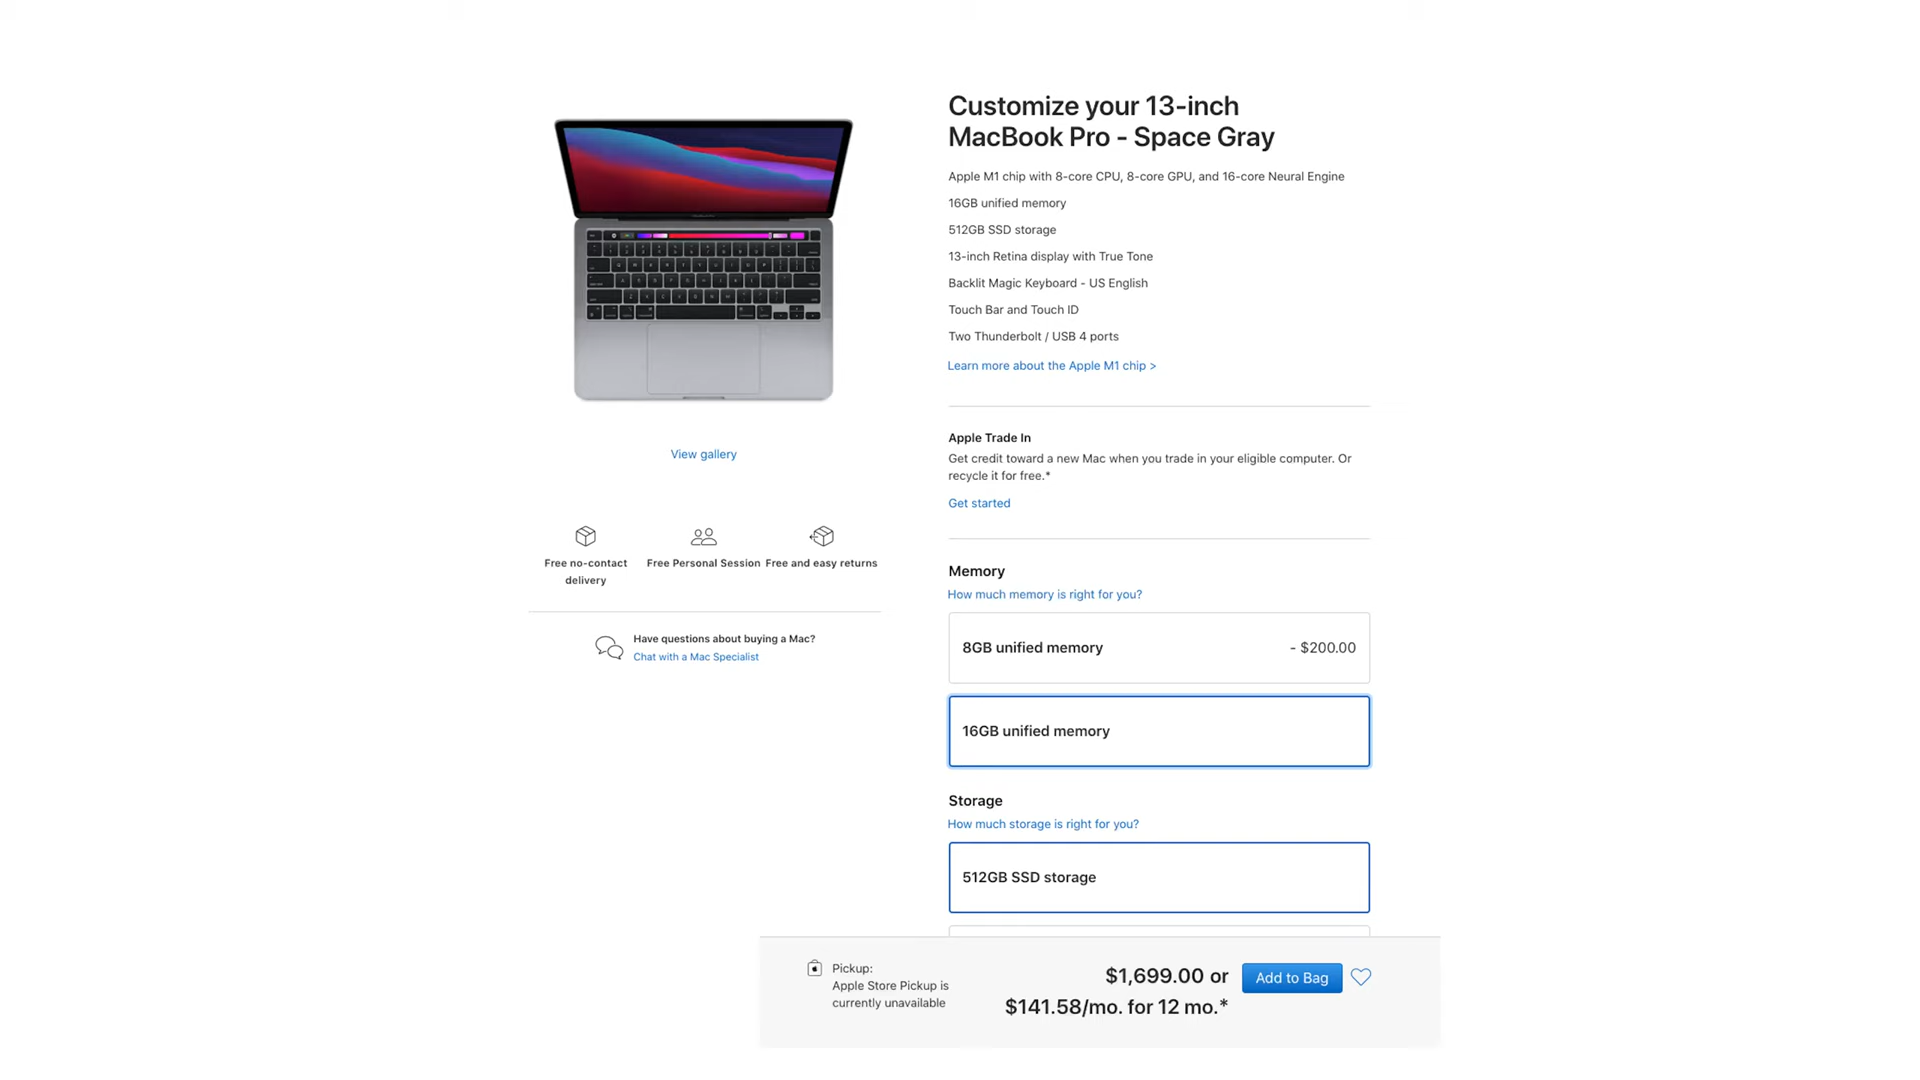 Customize your 13-inch
MacBook Pro - Space Gray
Apple M1 chip with 8-core CPU, 8-core GPU, and 16-core Neural Engine
16GB unified memory
512GB SSD storage
13-inch Retina display with True Tone
Backlit Magic Keyboard - US English
Touch Bar and Touch ID
Two Thunderbolt / USB 4 ports
Learn more about the Apple M1 chip >
View gallery
Free no-contact
delivery
Free Personal Session
Free and easy returns
Have questions about buying a Mac?
Chat with a Mac Specialist
Apple Trade In
Get credit toward a new Mac when you trade in your eligible computer. Or
recycle it for free.*
Get started
Memory
How much memory is right for you?
8GB unified memory - $200.00
16GB unified memory
Storage
How much storage is right for you?
512GB SSD storage
Pickup:
Apple Store Pickup is
currently unavailable
$1,699.00 or
$141.58/mo. for 12 mo.*
Add to Bag